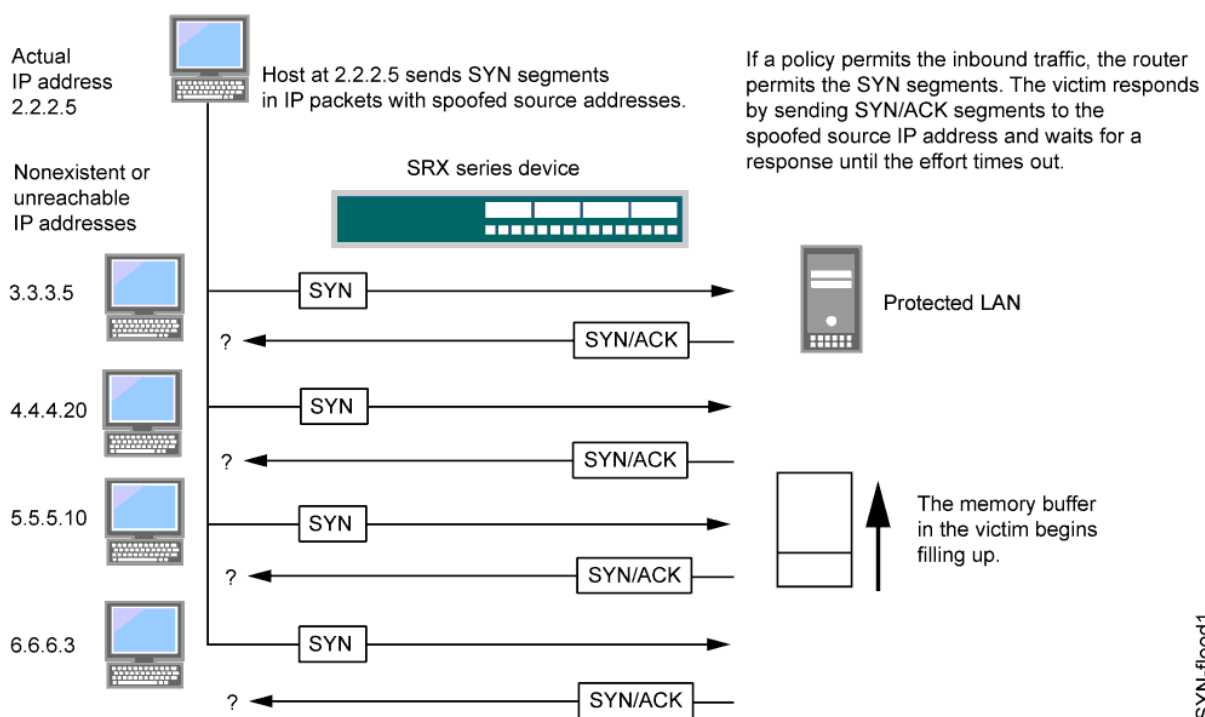 Actual
IP address
2.2.2.5
Host at 2.2.2.5 sends SYN segments
in IP packets with spoofed source addresses.
If a policy permits the inbound traffic, the router
permits the SYN segments. The victim responds
by sending SYN/ACK segments to the
spoofed source IP address and waits for a
response until the effort times out.
Nonexistent or
unreachable
IP addresses
SRX series device
3.3.3.5
SYN
Protected LAN
? SYN/ACK
4.4.4.20
SYN
? SYN/ACK
5.5.5.10
SYN
The memory buffer
in the victim begins
filling up.
? SYN/ACK
6.6.6.3
SYN
? SYN/ACK
SYN-flood1